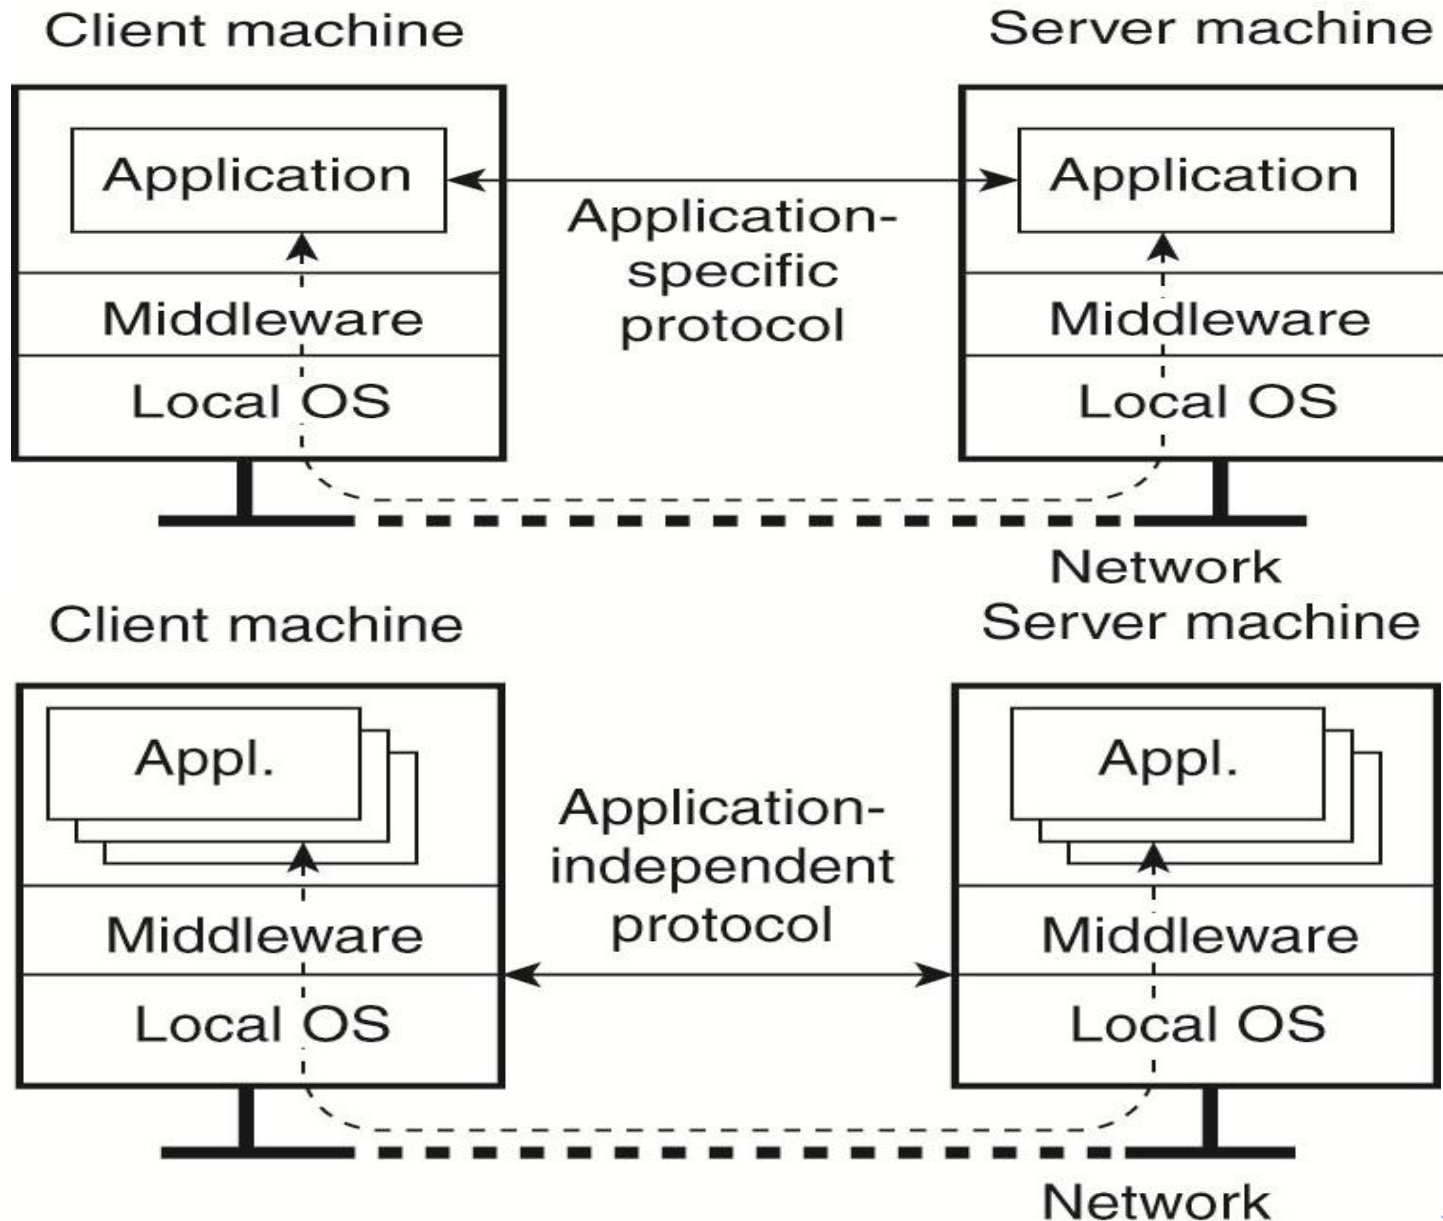 Client machine
Server machine
Application
Application
Application-
specific
protocol
Middleware
Middleware
Local OS
Local OS
Network
Client machine
Server machine
Appl.
Appl.
Application-
independent
protocol
Middleware
Middleware
Local OS
Local OS
Network